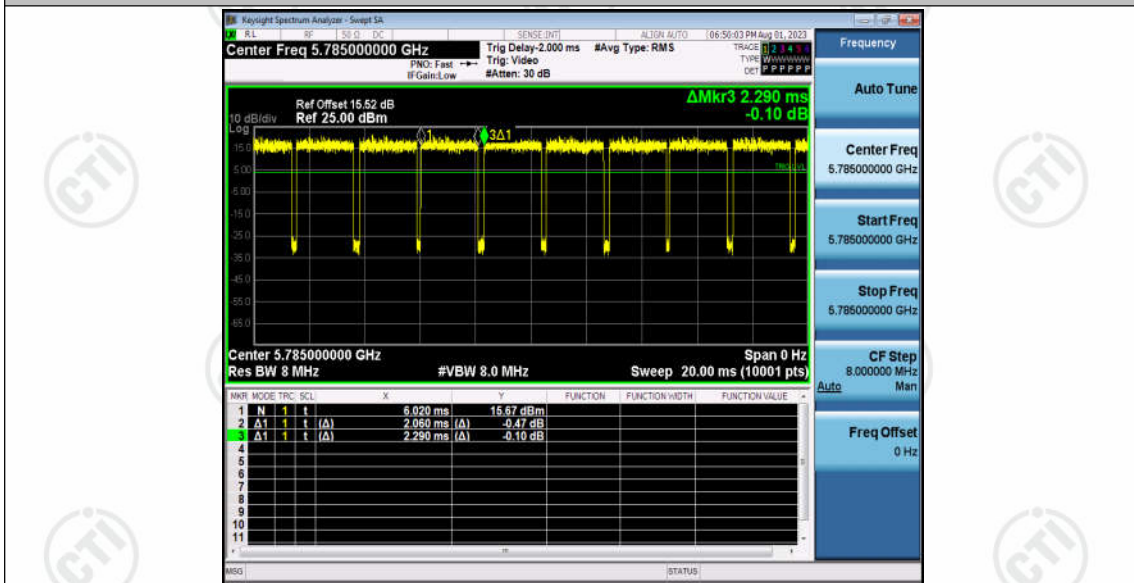 Keysight Spectrum Analyzer - Swept SA
RL RF 50 Ω DC SENSE:INT ALIGN AUTO 06:50:03 PM Aug 01, 2023
Center Freq 5.785000000 GHz Trig Delay-2.000 ms #Avg Type: RMS TRACE 1 2 3 4 5 6
PNO: Fast Trig: Video TYPE WWWWWW
IFGain:Low #Atten: 30 dB DET P P P P P P
Frequency
Auto Tune
Center Freq
5.785000000 GHz
Start Freq
5.785000000 GHz
Stop Freq
5.785000000 GHz
CF Step
8.000000 MHz
Auto Man
Freq Offset
0 Hz
ΔMkr3 2.290 ms
-0.10 dB
Ref Offset 15.52 dB
10 dB/div Ref 25.00 dBm
Log
1 3Δ1
15.0
5.00
TRIG LVL
-5.00
-15.0
-25.0
-35.0
-45.0
-55.0
-65.0
Center 5.785000000 GHz Span 0 Hz
Res BW 8 MHz #VBW 8.0 MHz Sweep 20.00 ms (10001 pts)
MKR MODE TRC SCL X Y FUNCTION FUNCTION WIDTH FUNCTION VALUE
1 N 1 t 6.020 ms 15.67 dBm
2 Δ1 1 t (Δ) 2.060 ms (Δ) -0.47 dB
3 Δ1 1 t (Δ) 2.290 ms (Δ) -0.10 dB
4
5
6
7
8
9
10
11
MSG STATUS
CTI
CTI
CTI
CTI